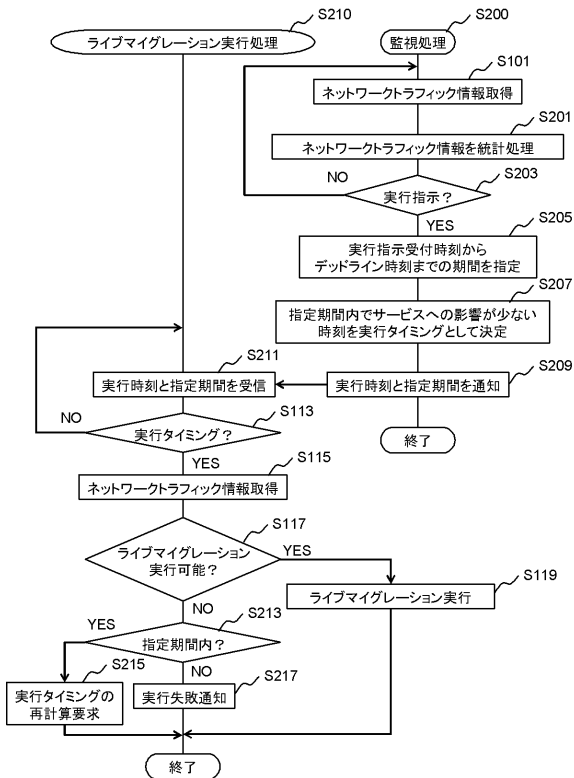 S210
ライブマイグレーション実行処理
S200
監視処理
S101
ネットワークトラフィック情報取得
S201
ネットワークトラフィック情報を統計処理
NO
S203
実行指示?
YES
S205
実行指示受付時刻から
デッドライン時刻までの期間を指定
S207
指定期間内でサービスへの影響が少ない
時刻を実行タイミングとして決定
S211
S209
実行時刻と指定期間を受信
実行時刻と指定期間を通知
NO
S113
実行タイミング?
終了
YES
S115
ネットワークトラフィック情報取得
S117
ライブマイグレーション
実行可能?
YES
S119
ライブマイグレーション実行
NO
YES
S213
指定期間内?
S215
NO
S217
実行タイミングの
再計算要求
実行失敗通知
終了